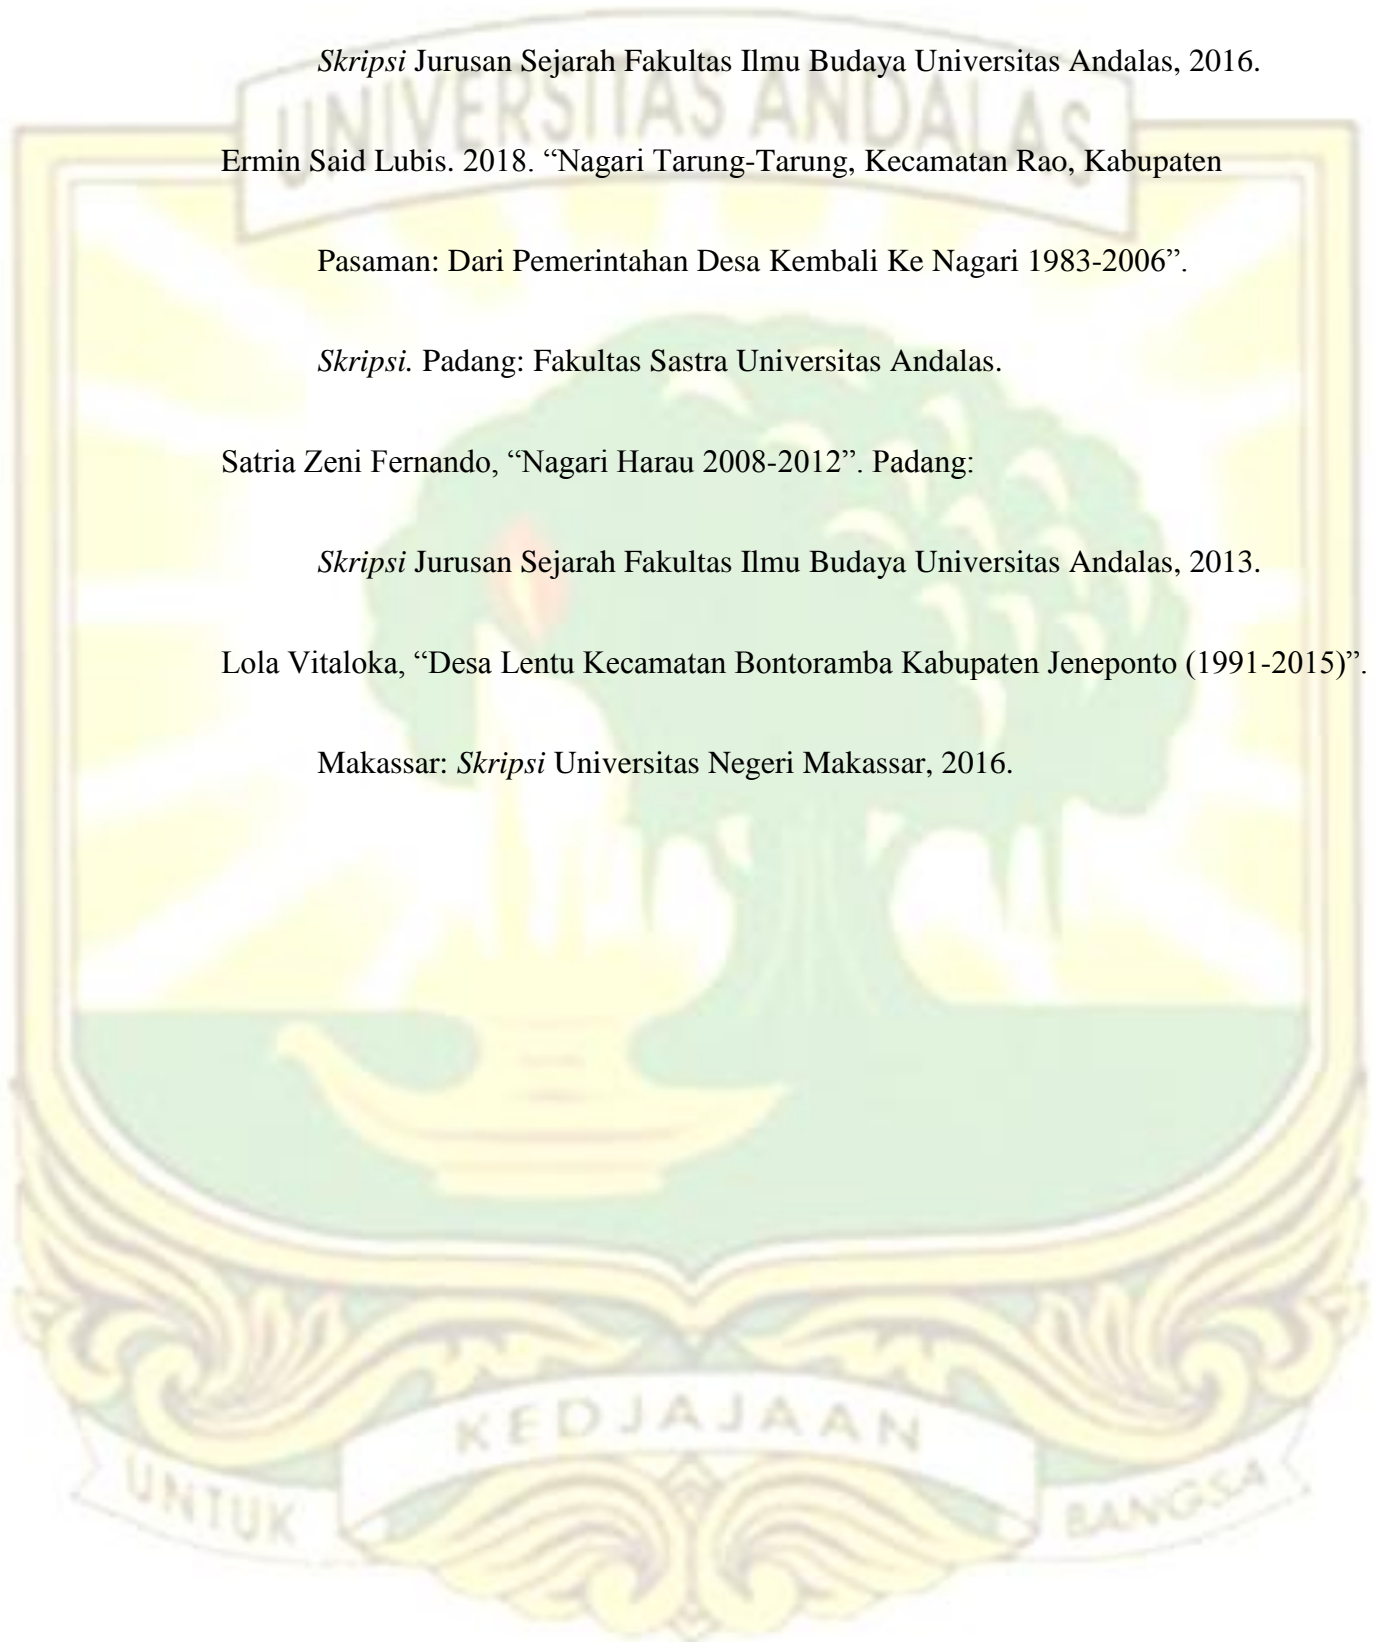 Skripsi Jurusan Sejarah Fakultas Ilmu Budaya Universitas Andalas, 2016.
UNIVERSITAS ANDALAS
Ermin Said Lubis. 2018. “Nagari Tarung-Tarung, Kecamatan Rao, Kabupaten
Pasaman: Dari Pemerintahan Desa Kembali Ke Nagari 1983-2006”.
Skripsi. Padang: Fakultas Sastra Universitas Andalas.
Satria Zeni Fernando, “Nagari Harau 2008-2012”. Padang:
Skripsi Jurusan Sejarah Fakultas Ilmu Budaya Universitas Andalas, 2013.
Lola Vitaloka, “Desa Lentu Kecamatan Bontoramba Kabupaten Jeneponto (1991-2015)”.
Makassar: Skripsi Universitas Negeri Makassar, 2016.
UNTUK KEDJAJAAN BANGSA